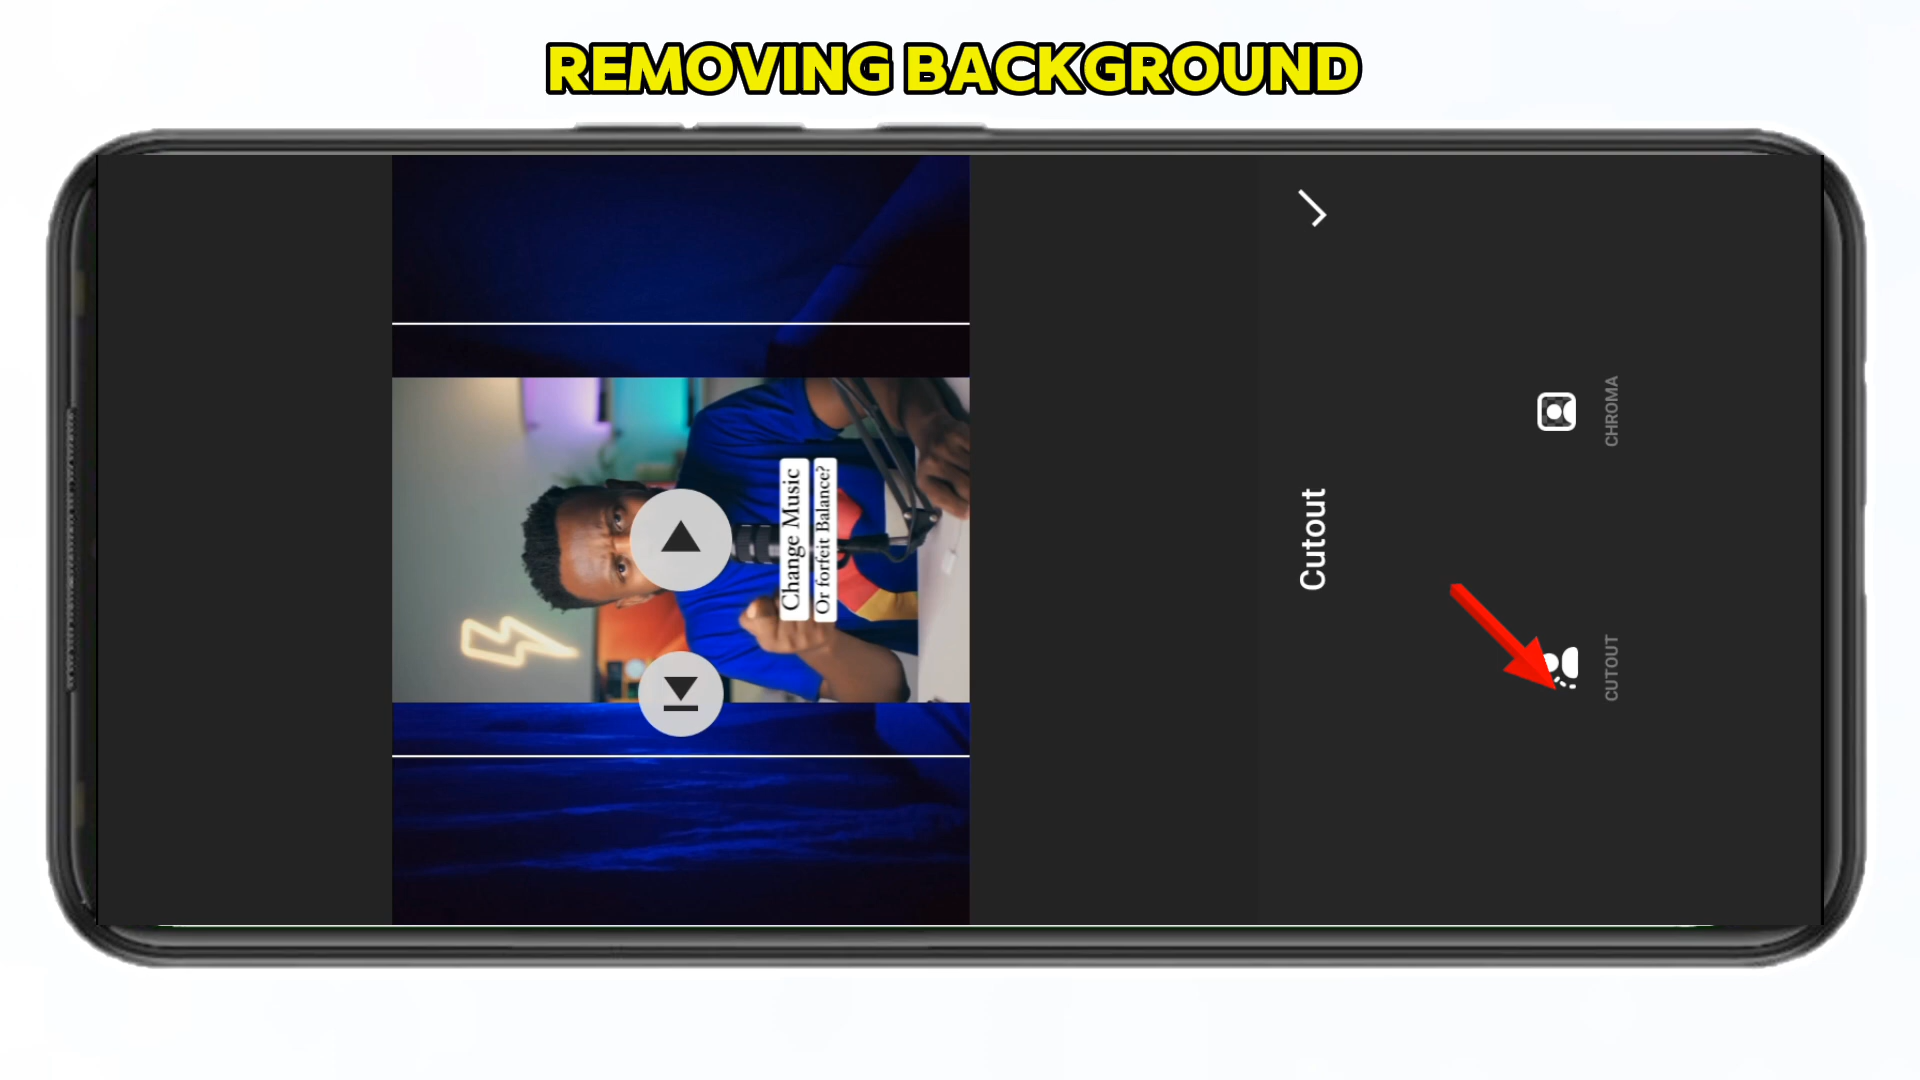 REMOVING BACKGROUND
Change Music
Or forfeit Balance?
Cutout
CUTOUT
CHROMA